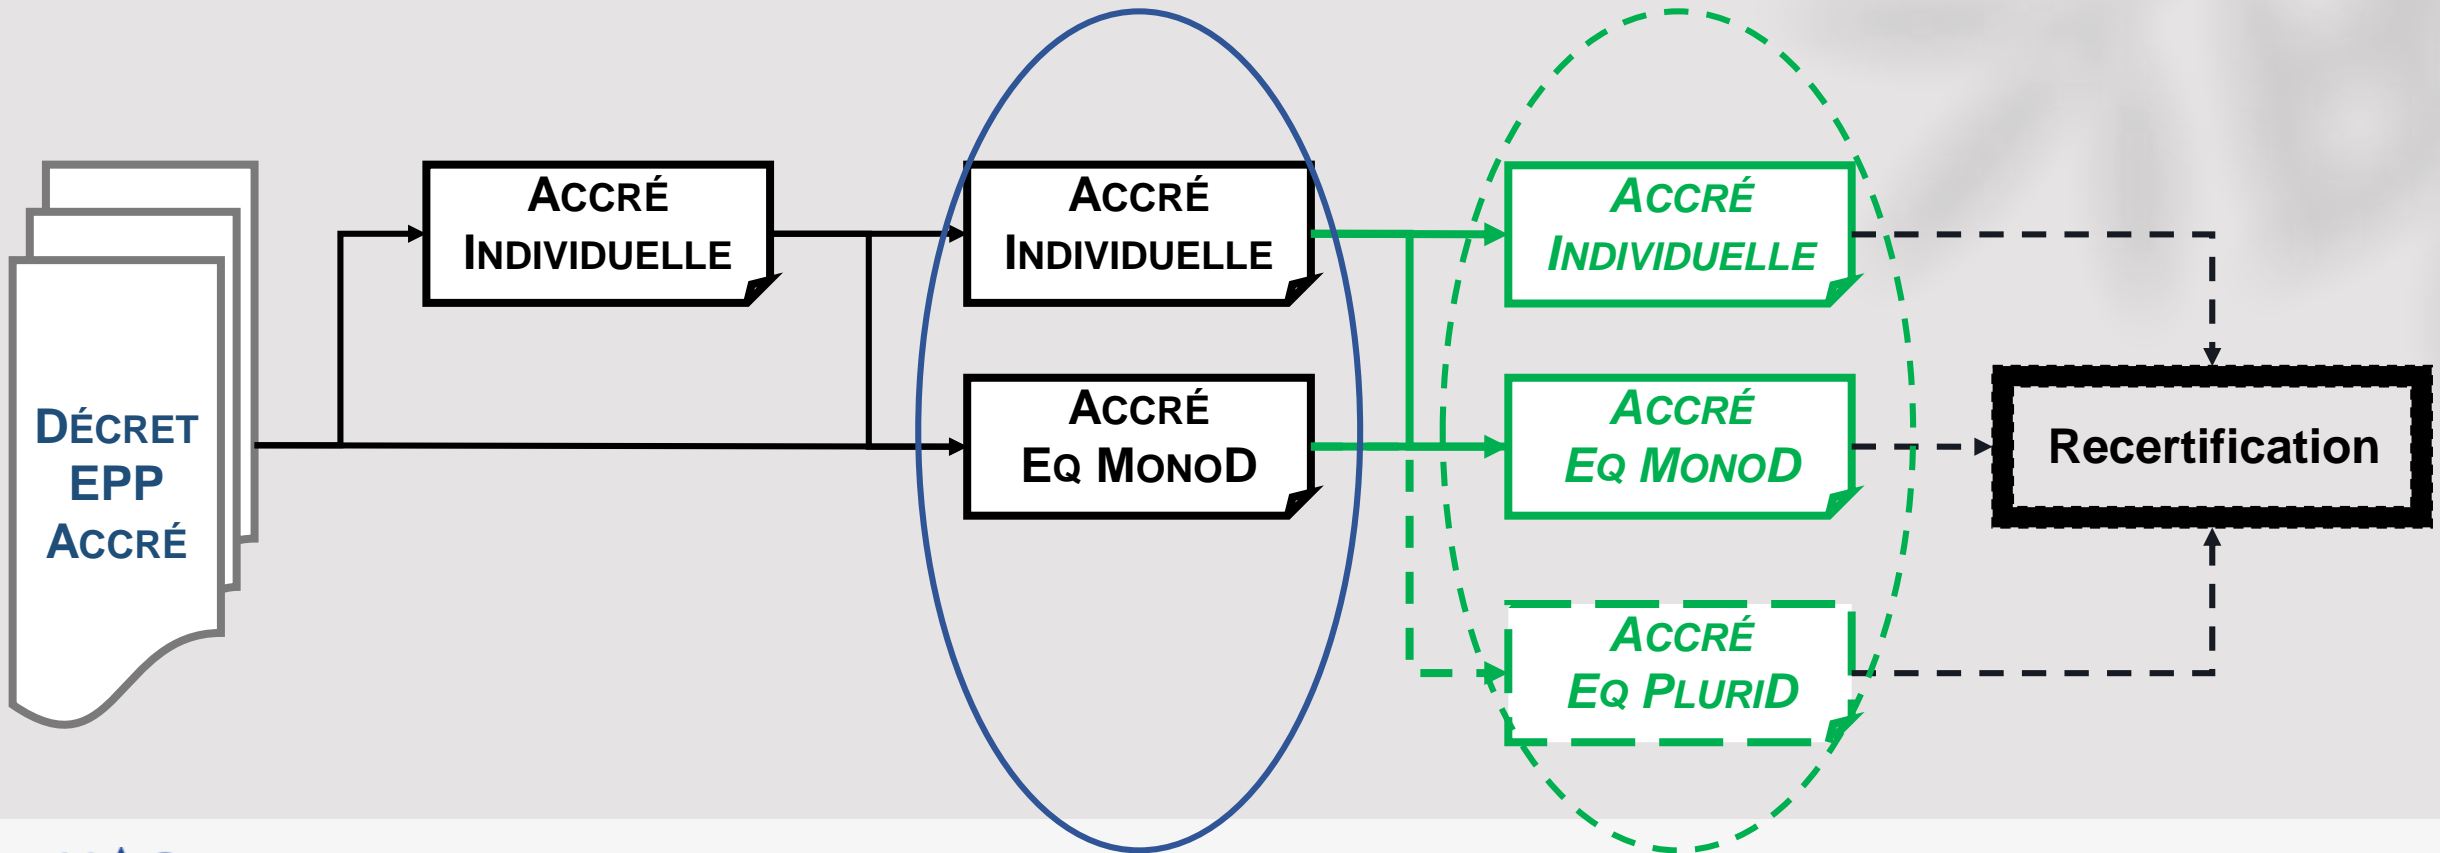 DÉCRET
EPP
ACCRÉ
ACCRÉ
INDIVIDUELLE
ACCRÉ
INDIVIDUELLE
ACCRÉ
EQ MONOD
ACCRÉ
INDIVIDUELLE
ACCRÉ
EQ MONOD
ACCRÉ
EQ PLURID
Recertification